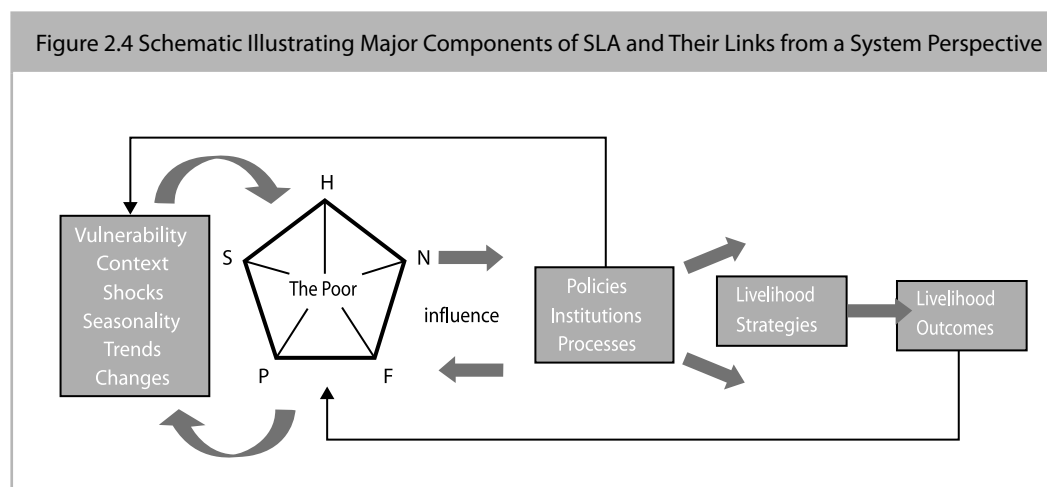 Figure 2.4 Schematic Illustrating Major Components of SLA and Their Links from a System Perspective
Vulnerability
Context
Shocks
Seasonality
Trends
Changes
H
S
N
The Poor
P
F
influence
Policies
Institutions
Processes
Livelihood
Strategies
Livelihood
Outcomes